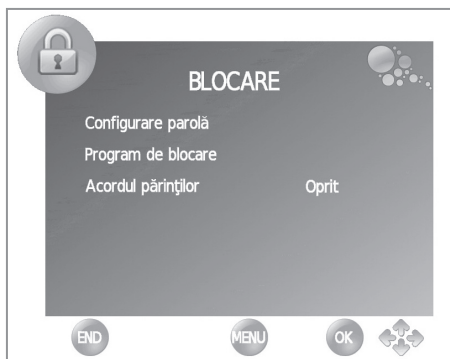 BLOCARE
Configurare parolă
Program de blocare
Acordul părinţilor Oprit
END MENU OK